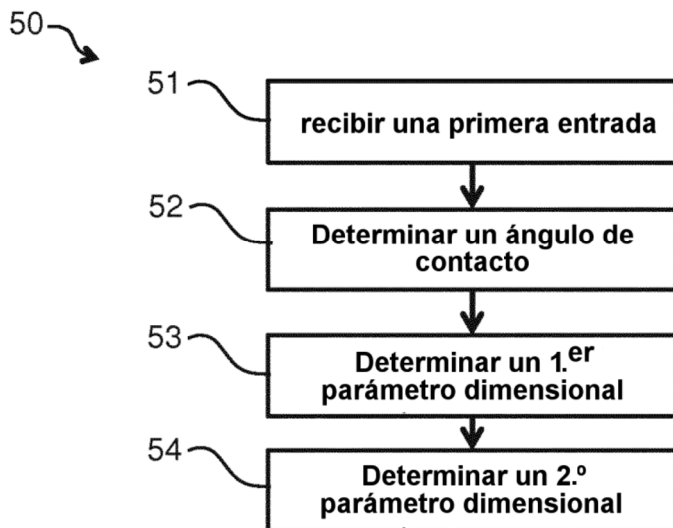 50
51
recibir una primera entrada
52
Determinar un ángulo de
contacto
53
Determinar un 1.er
parámetro dimensional
54
Determinar un 2.º
parámetro dimensional